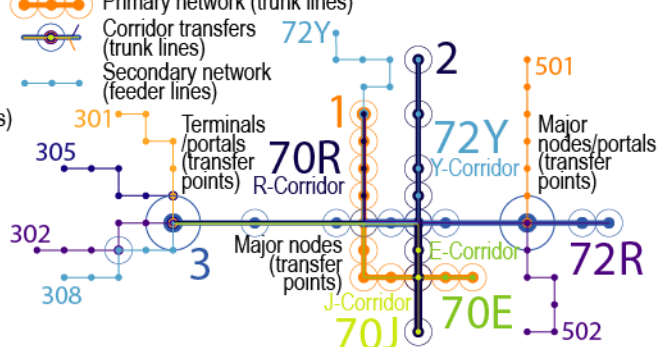 Primary network (trunk lines)
Corridor transfers
(trunk lines)
Secondary network
(feeder lines)
s)
72Y
2
501
301
1
Terminals
/portals
(transfer
points)
305
70R
R-Corridor
72Y
Y-Corridor
Major
nodes/portals
(transfer
points)
302
308
3
Major nodes
(transfer
points)
E-Corridor
72R
J-Corridor
70J
70E
502